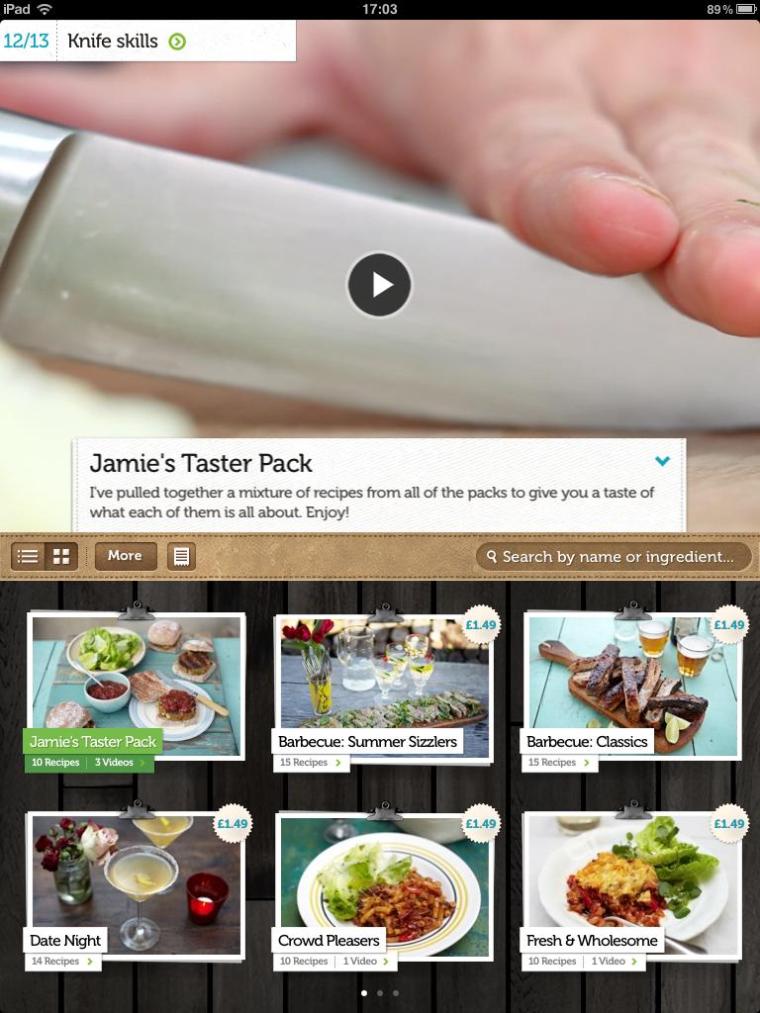 iPad 17:03 89%
12/13 Knife skills
Jamie's Taster Pack
I've pulled together a mixture of recipes from all of the packs to give you a taste of
what each of them is all about. Enjoy!
More Search by name or ingredient...
Jamie's Taster Pack
10 Recipes 3 Videos
£1.49
Barbecue: Summer Sizzlers
15 Recipes
£1.49
Barbecue: Classics
15 Recipes
£1.49
Date Night
14 Recipes
£1.49
Crowd Pleasers
10 Recipes 1 Video
£1.49
Fresh & Wholesome
10 Recipes 1 Video